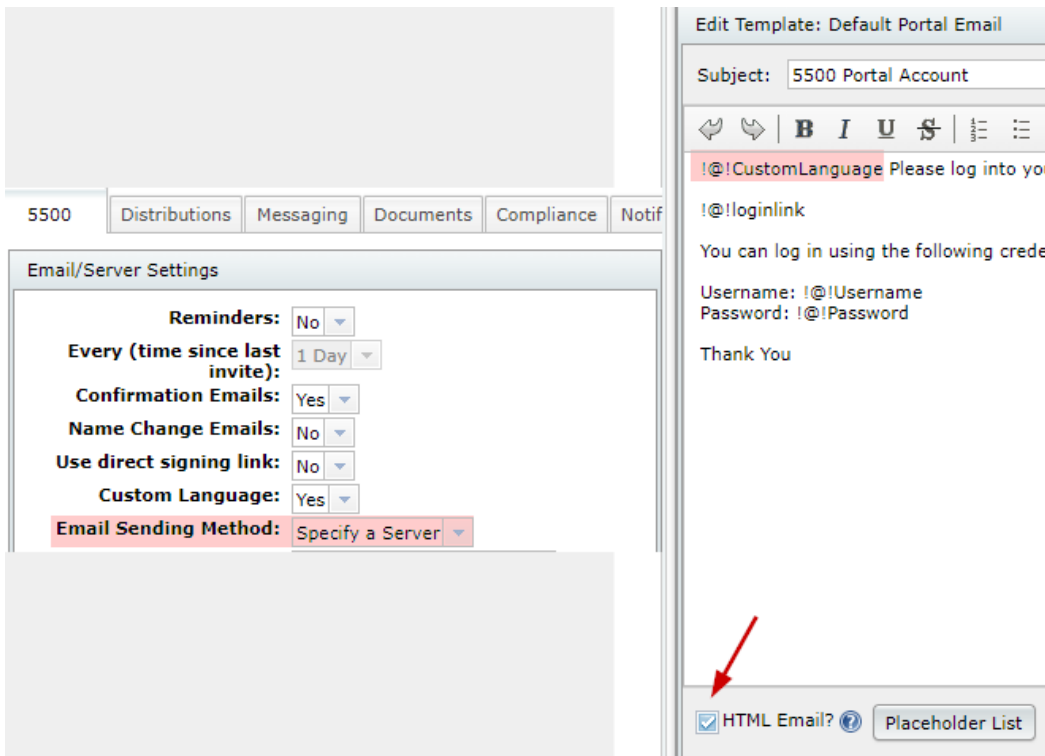 5500 Distributions Messaging Documents Compliance Notif
Email/Server Settings
Reminders: No
Every (time since last 1 Day
invite):
Confirmation Emails: Yes
Name Change Emails: No
Use direct signing link: No
Custom Language: Yes
Email Sending Method: Specify a Server
Edit Template: Default Portal Email
Subject: 5500 Portal Account
B I U S
!@!CustomLanguage Please log into you
!@!loginlink
You can log in using the following crede
Username: !@!Username
Password: !@!Password
Thank You
HTML Email? ? Placeholder List